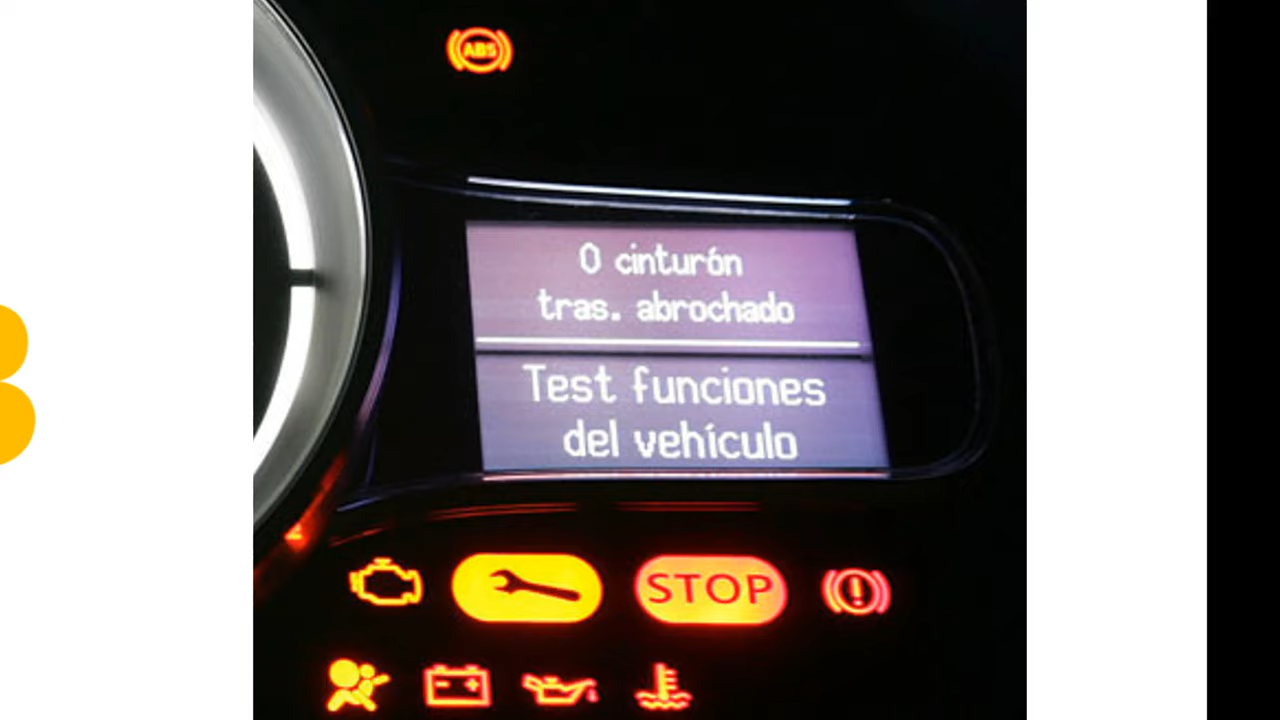 ABS
0 cinturón
tras. abrochado
Test funciones
del vehículo
STOP